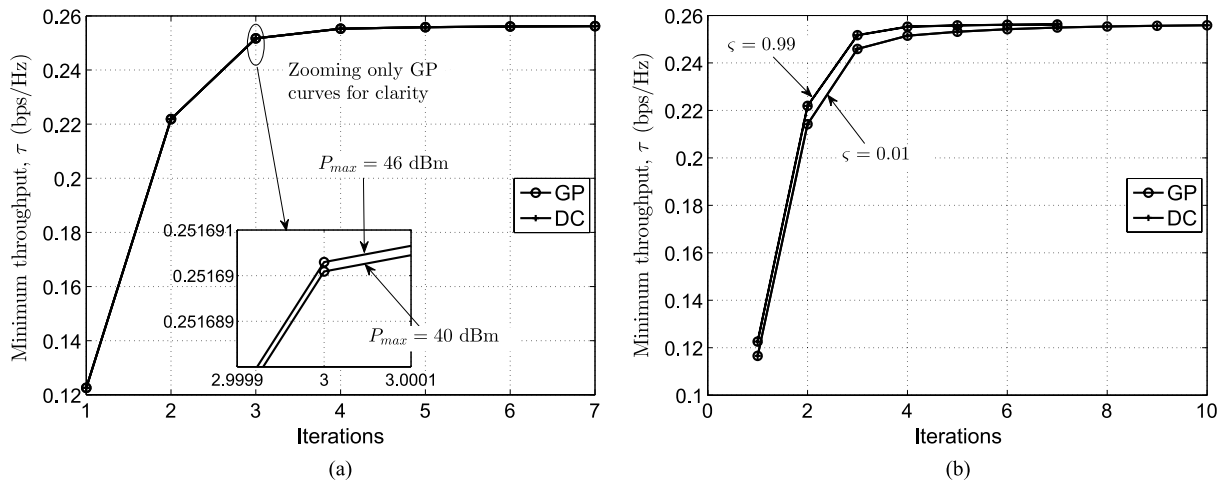 0.26
0.24
0.22
0.2
0.18
0.16
0.14
0.12
Minimum throughput, τ (bps/Hz)
Zooming only GP
curves for clarity
P_max = 46 dBm
GP
DC
0.251691
0.25169
0.251689
P_max = 40 dBm
2.9999 3 3.0001
1 2 3 4 5 6 7
Iterations
(a)
0.26
0.24
0.22
0.2
0.18
0.16
0.14
0.12
0.1
Minimum throughput, τ (bps/Hz)
ς = 0.99
ς = 0.01
GP
DC
0 2 4 6 8 10
Iterations
(b)